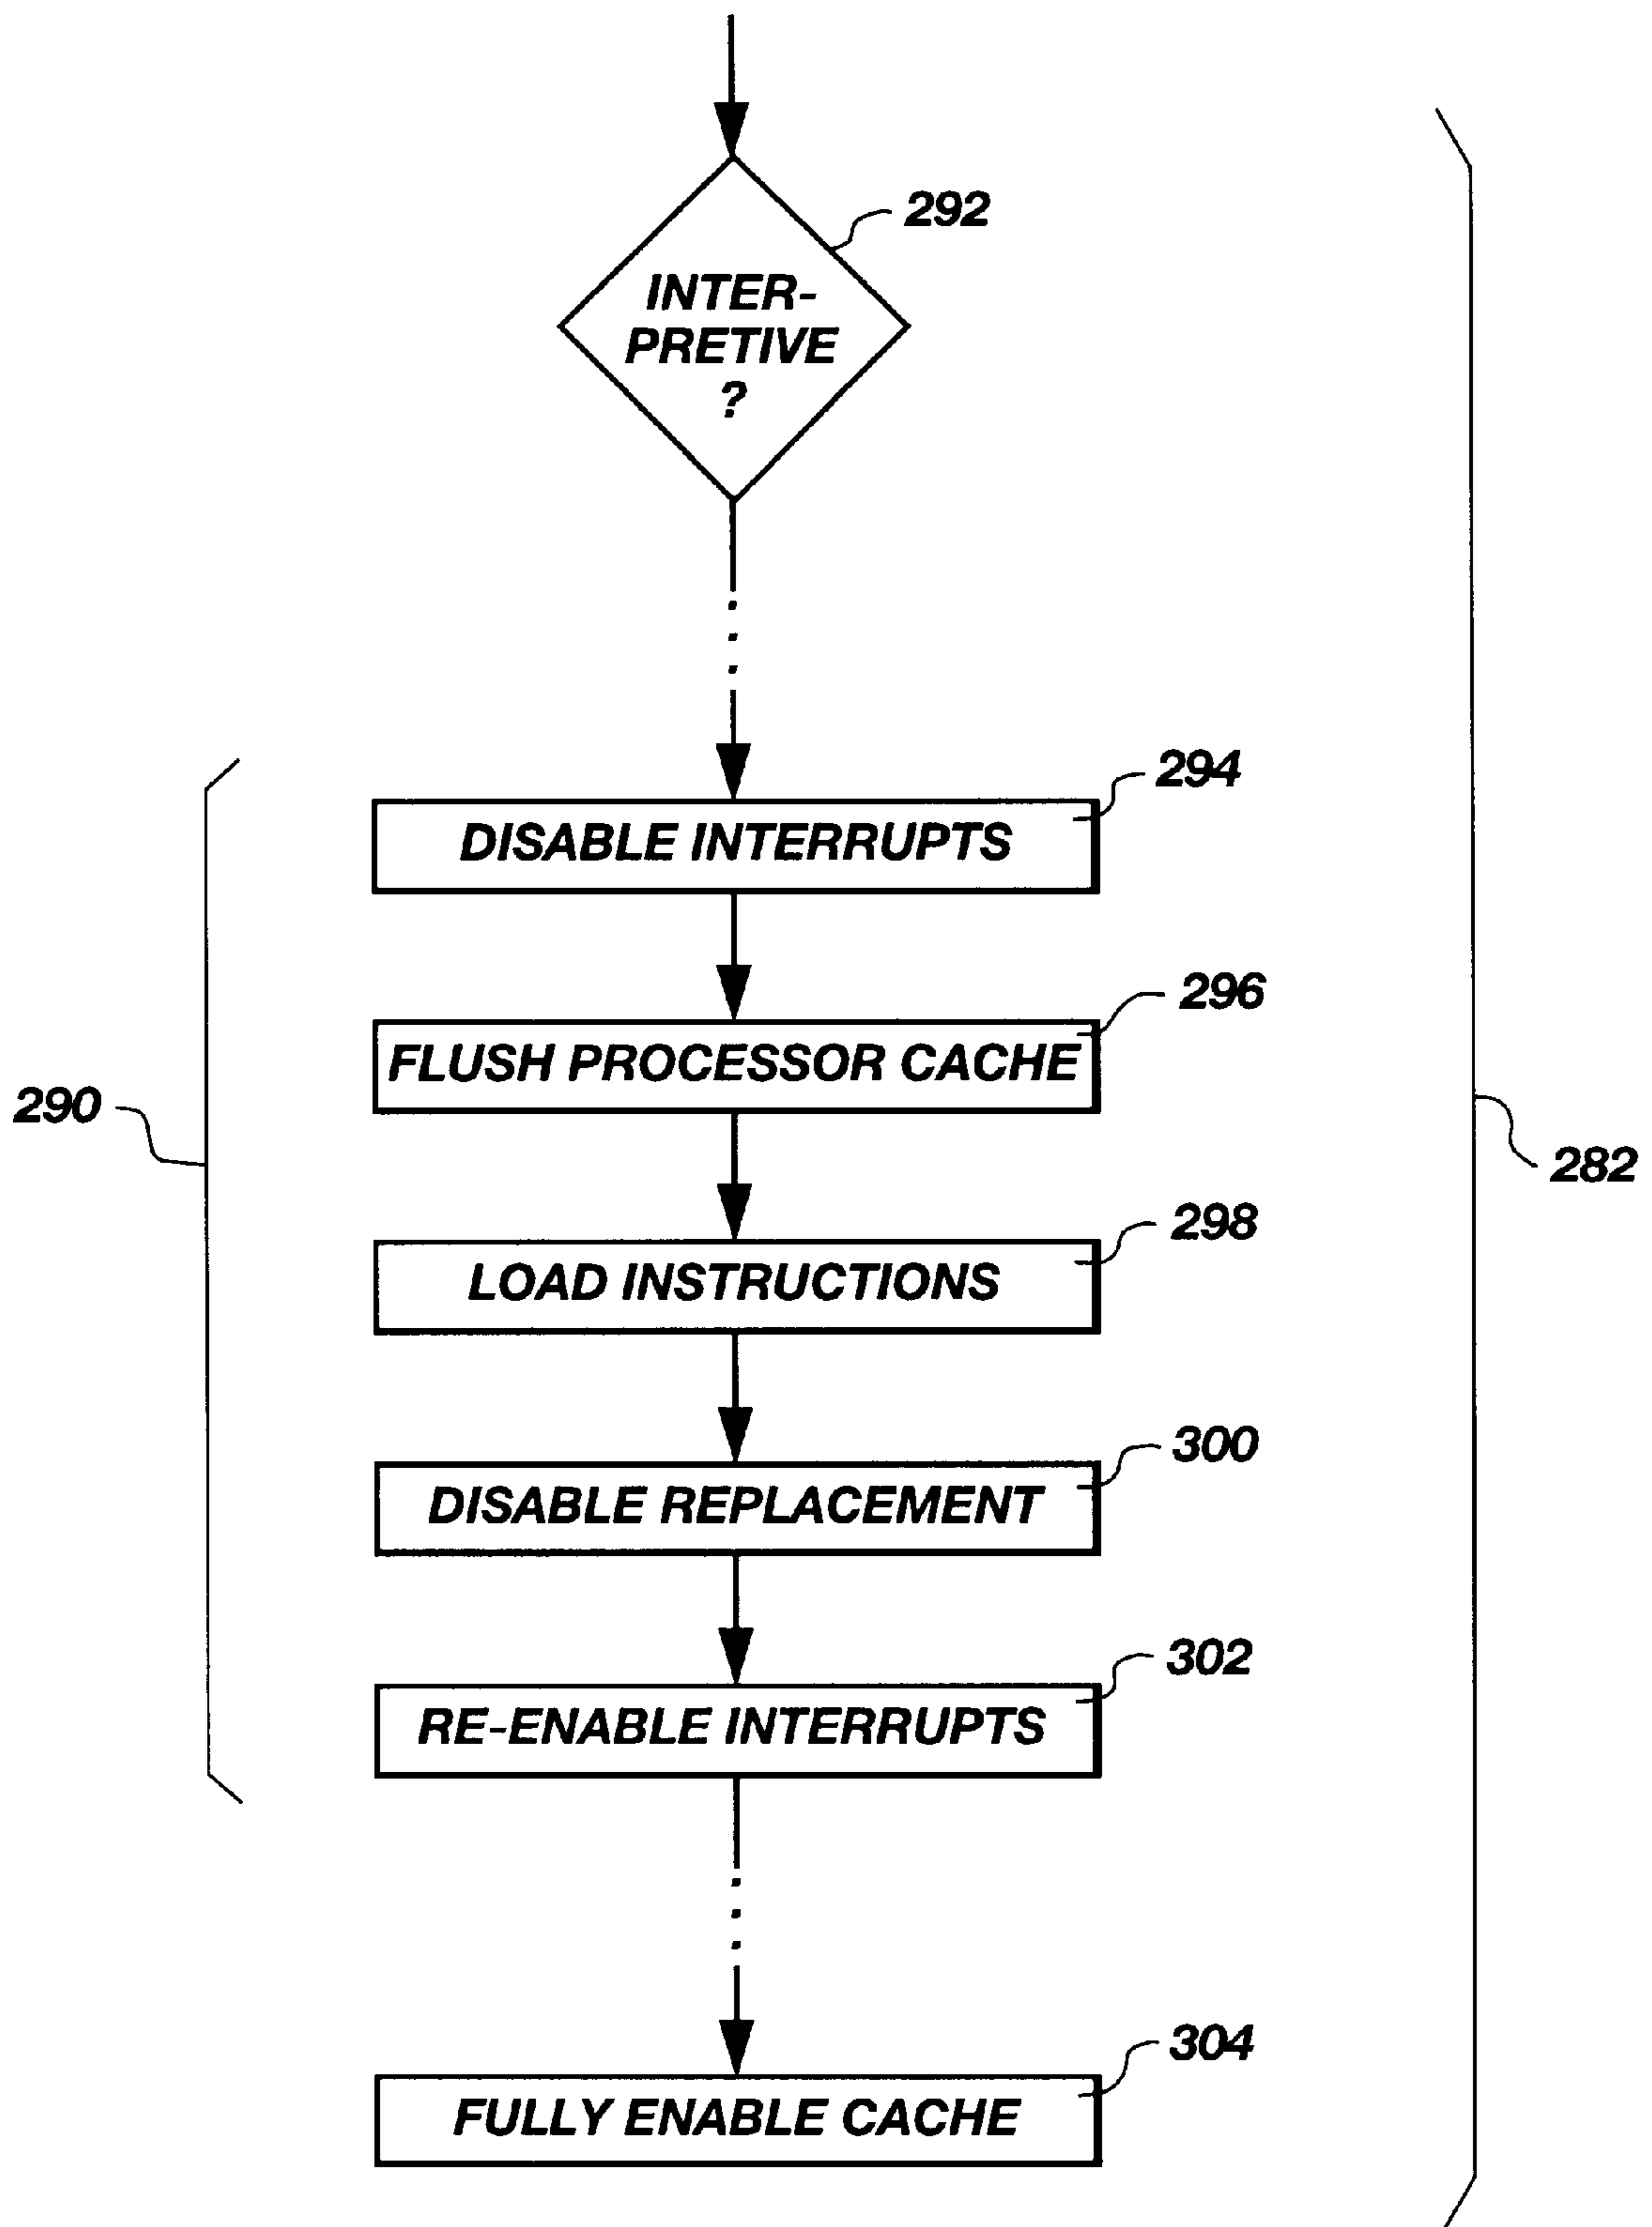 292
INTER-
PRETIVE
?
294
DISABLE INTERRUPTS
296
FLUSH PROCESSOR CACHE
290
282
298
LOAD INSTRUCTIONS
300
DISABLE REPLACEMENT
302
RE-ENABLE INTERRUPTS
304
FULLY ENABLE CACHE